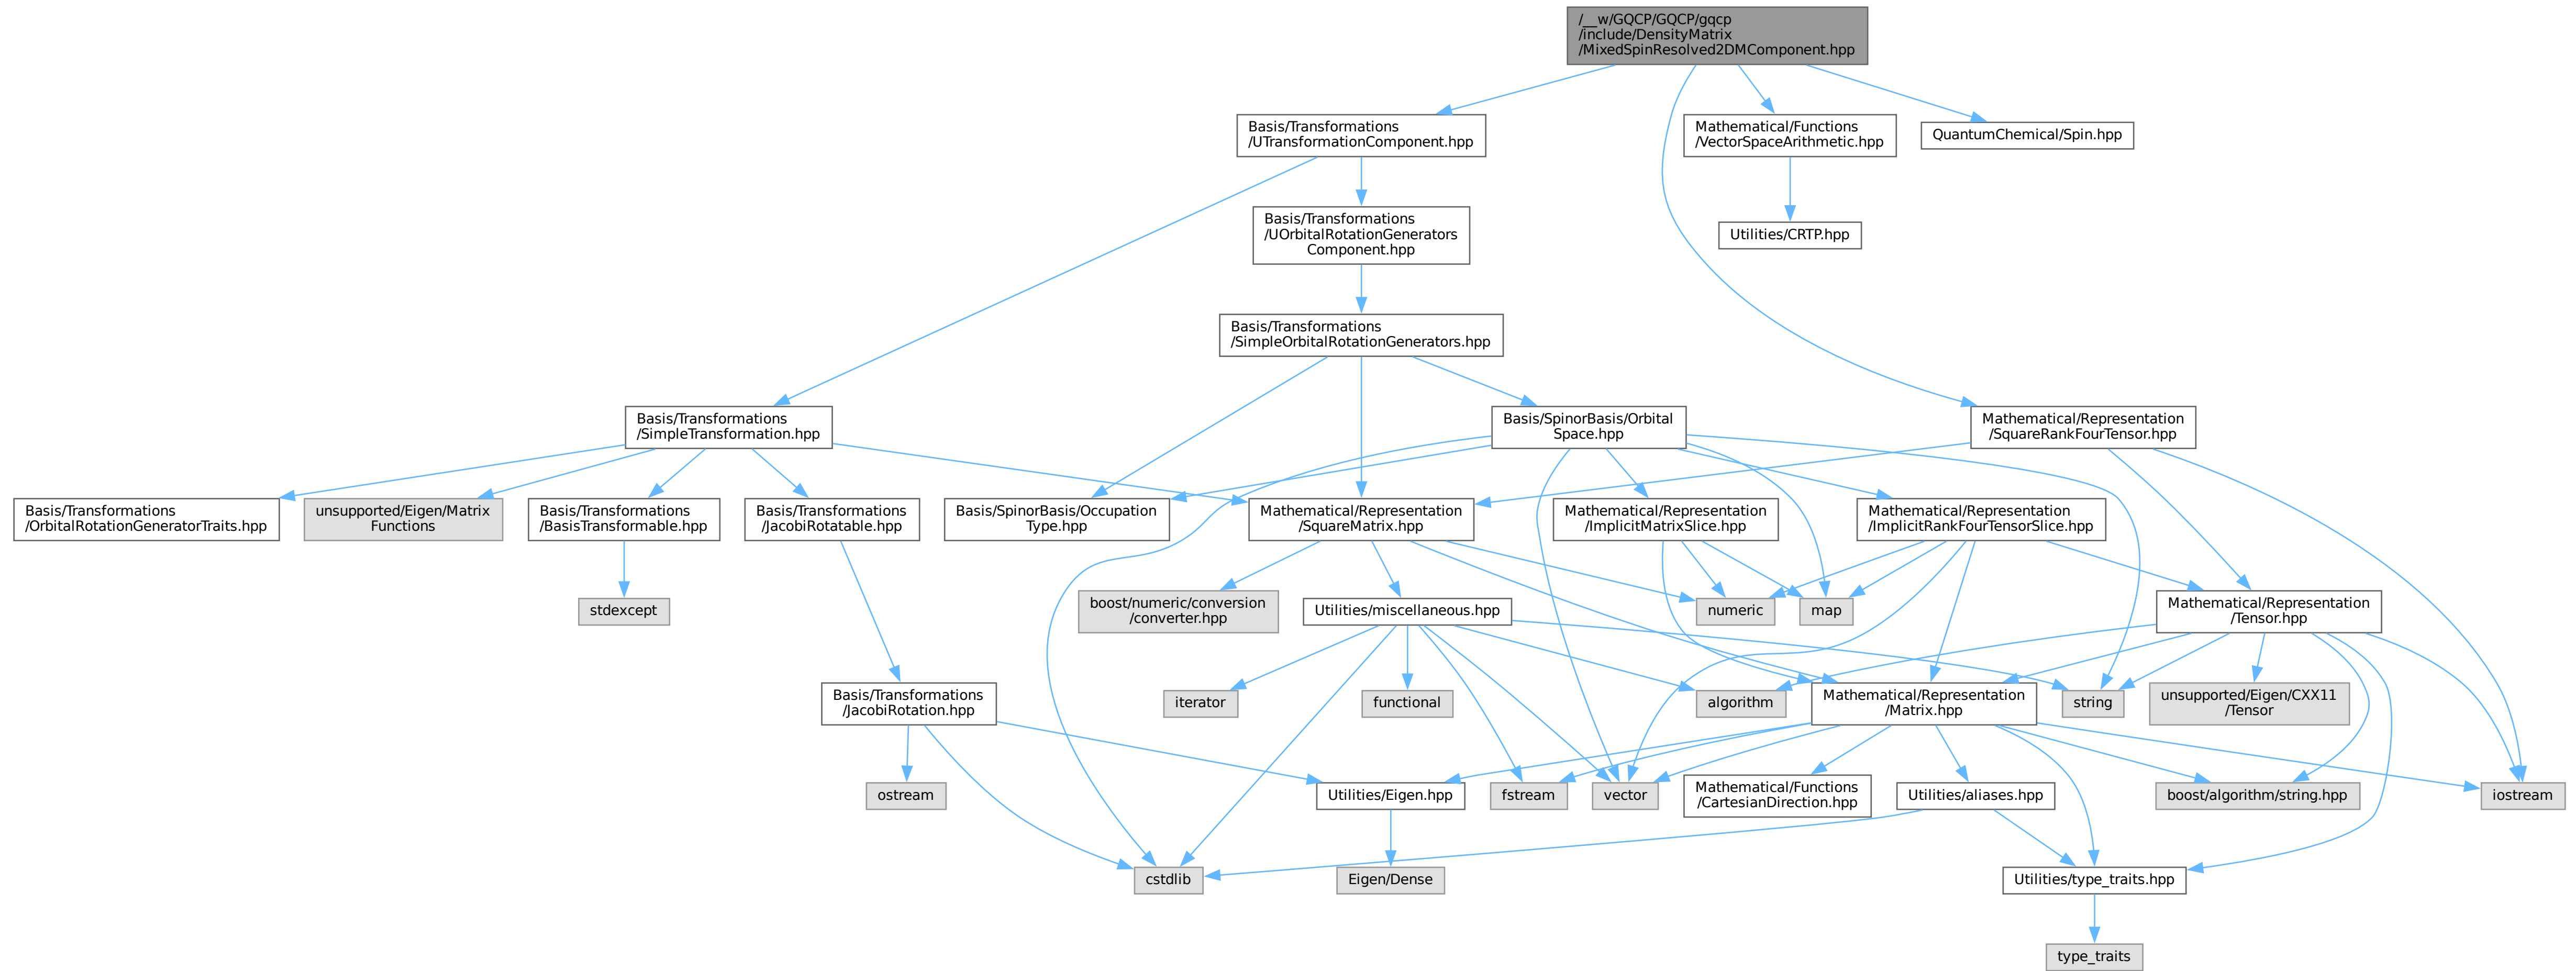 /__w/GQCP/GQCP/gqcp
/include/DensityMatrix
/MixedSpinResolved2DMComponent.hpp
Basis/Transformations
/UTransformationComponent.hpp
Mathematical/Functions
/VectorSpaceArithmetic.hpp
QuantumChemical/Spin.hpp
Basis/Transformations
/UOrbitalRotationGenerators
Component.hpp
Utilities/CRTP.hpp
Basis/Transformations
/SimpleOrbitalRotationGenerators.hpp
Basis/Transformations
/SimpleTransformation.hpp
Basis/SpinorBasis/Orbital
Space.hpp
Mathematical/Representation
/SquareRankFourTensor.hpp
Basis/Transformations
/OrbitalRotationGeneratorTraits.hpp
unsupported/Eigen/Matrix
Functions
Basis/Transformations
/BasisTransformable.hpp
Basis/Transformations
/JacobiRotatable.hpp
Basis/SpinorBasis/Occupation
Type.hpp
Mathematical/Representation
/SquareMatrix.hpp
Mathematical/Representation
/ImplicitMatrixSlice.hpp
Mathematical/Representation
/ImplicitRankFourTensorSlice.hpp
stdexcept
boost/numeric/conversion
/converter.hpp
Utilities/miscellaneous.hpp
numeric
map
Mathematical/Representation
/Tensor.hpp
Basis/Transformations
/JacobiRotation.hpp
iterator
functional
algorithm
Mathematical/Representation
/Matrix.hpp
string
unsupported/Eigen/CXX11
/Tensor
ostream
Utilities/Eigen.hpp
fstream
vector
Mathematical/Functions
/CartesianDirection.hpp
Utilities/aliases.hpp
boost/algorithm/string.hpp
iostream
cstdlib
Eigen/Dense
Utilities/type_traits.hpp
type_traits